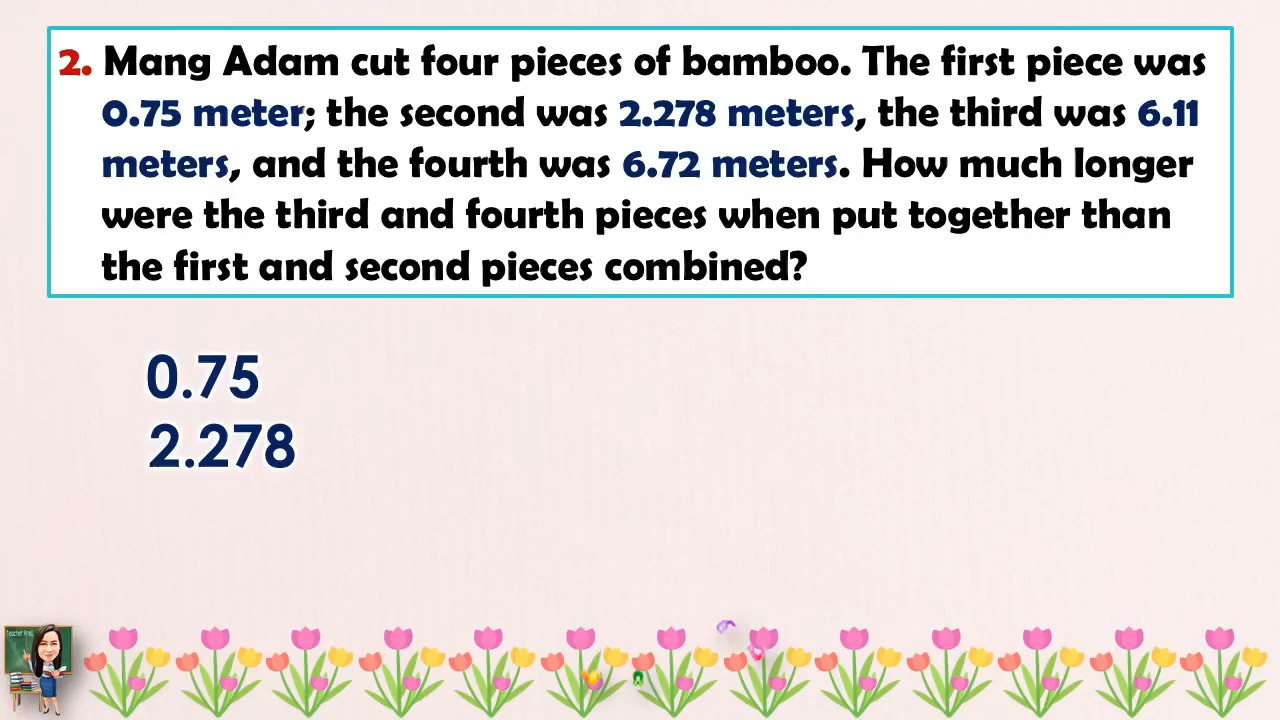 2. Mang Adam cut four pieces of bamboo. The first piece was
0.75 meter; the second was 2.278 meters, the third was 6.11
meters, and the fourth was 6.72 meters. How much longer
were the third and fourth pieces when put together than
the first and second pieces combined?
0.75
2.278